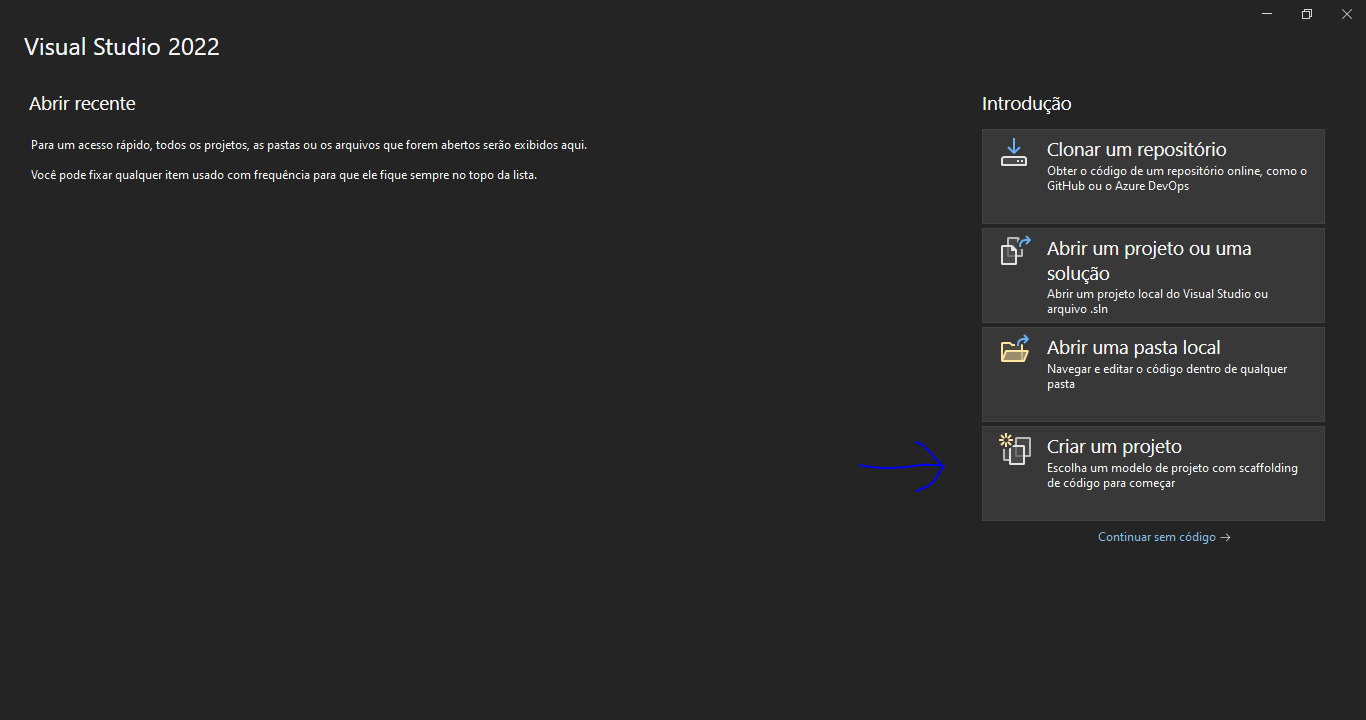 Visual Studio 2022
Abrir recente
Para um acesso rápido, todos os projetos, as pastas ou os arquivos que forem abertos serão exibidos aqui.
Você pode fixar qualquer item usado com frequência para que ele fique sempre no topo da lista.
Introdução
Clonar um repositório
Obter o código de um repositório online, como o
GitHub ou o Azure DevOps
Abrir um projeto ou uma
solução
Abrir um projeto local do Visual Studio ou
arquivo .sln
Abrir uma pasta local
Navegar e editar o código dentro de qualquer
pasta
Criar um projeto
Escolha um modelo de projeto com scaffolding
de código para começar
Continuar sem código →